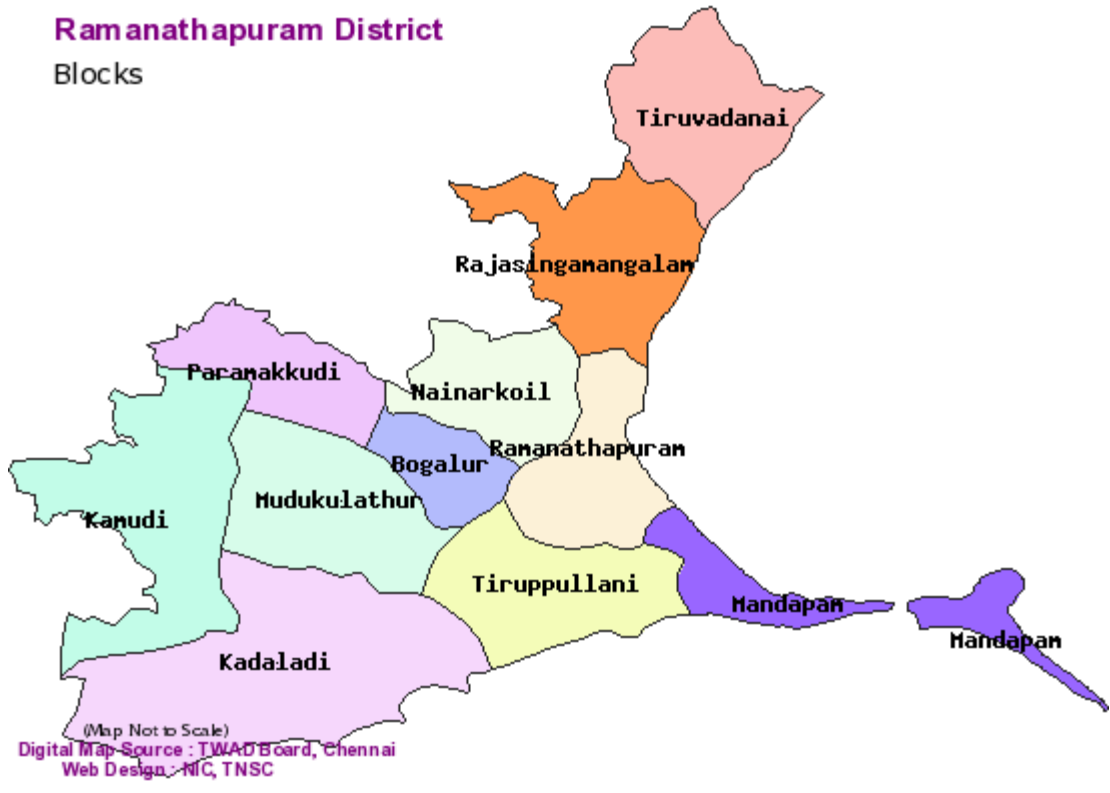 Ramanathapuram District
Blocks
Tiruvadanai
Rajasingamangalam
Paramakkudi
Nainarkoil
Ramanathapuram
Bogalur
Mudukulathur
Kamudi
Tiruppullani
Mandapam
Mandapam
Kadaladi
(Map Not to Scale)
Digital Map Source : TWAD Board, Chennai
Web Design : NIC, TNSC